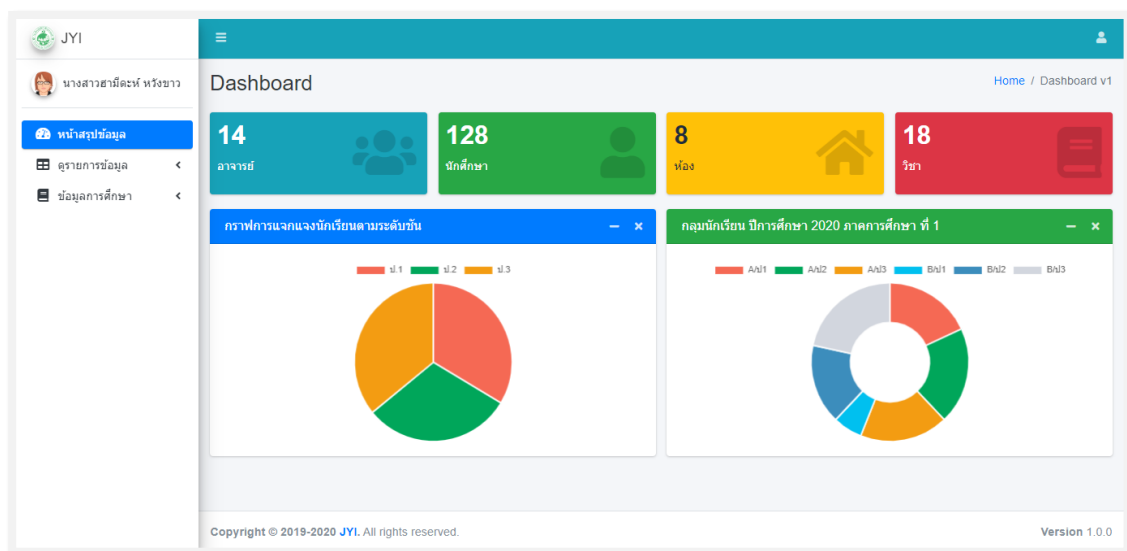 JYI
นางสาวฮามีดะห์ หวังขาว
หน้าสรุปข้อมูล
ดูรายการข้อมูล
ข้อมูลการศึกษา
Dashboard
Home / Dashboard v1
14
อาจารย์
128
นักศึกษา
8
ห้อง
18
วิชา
กราฟการแจกแจงนักเรียนตามระดับชัน
ป.1 ป.2 ป.3
กลุมนักเรียน ปีการศึกษา 2020 ภาคการศึกษา ที่ 1
A/ป1 A/ป2 A/ป3 B/ป1 B/ป2 B/ป3
Copyright © 2019-2020 JYI. All rights reserved.
Version 1.0.0